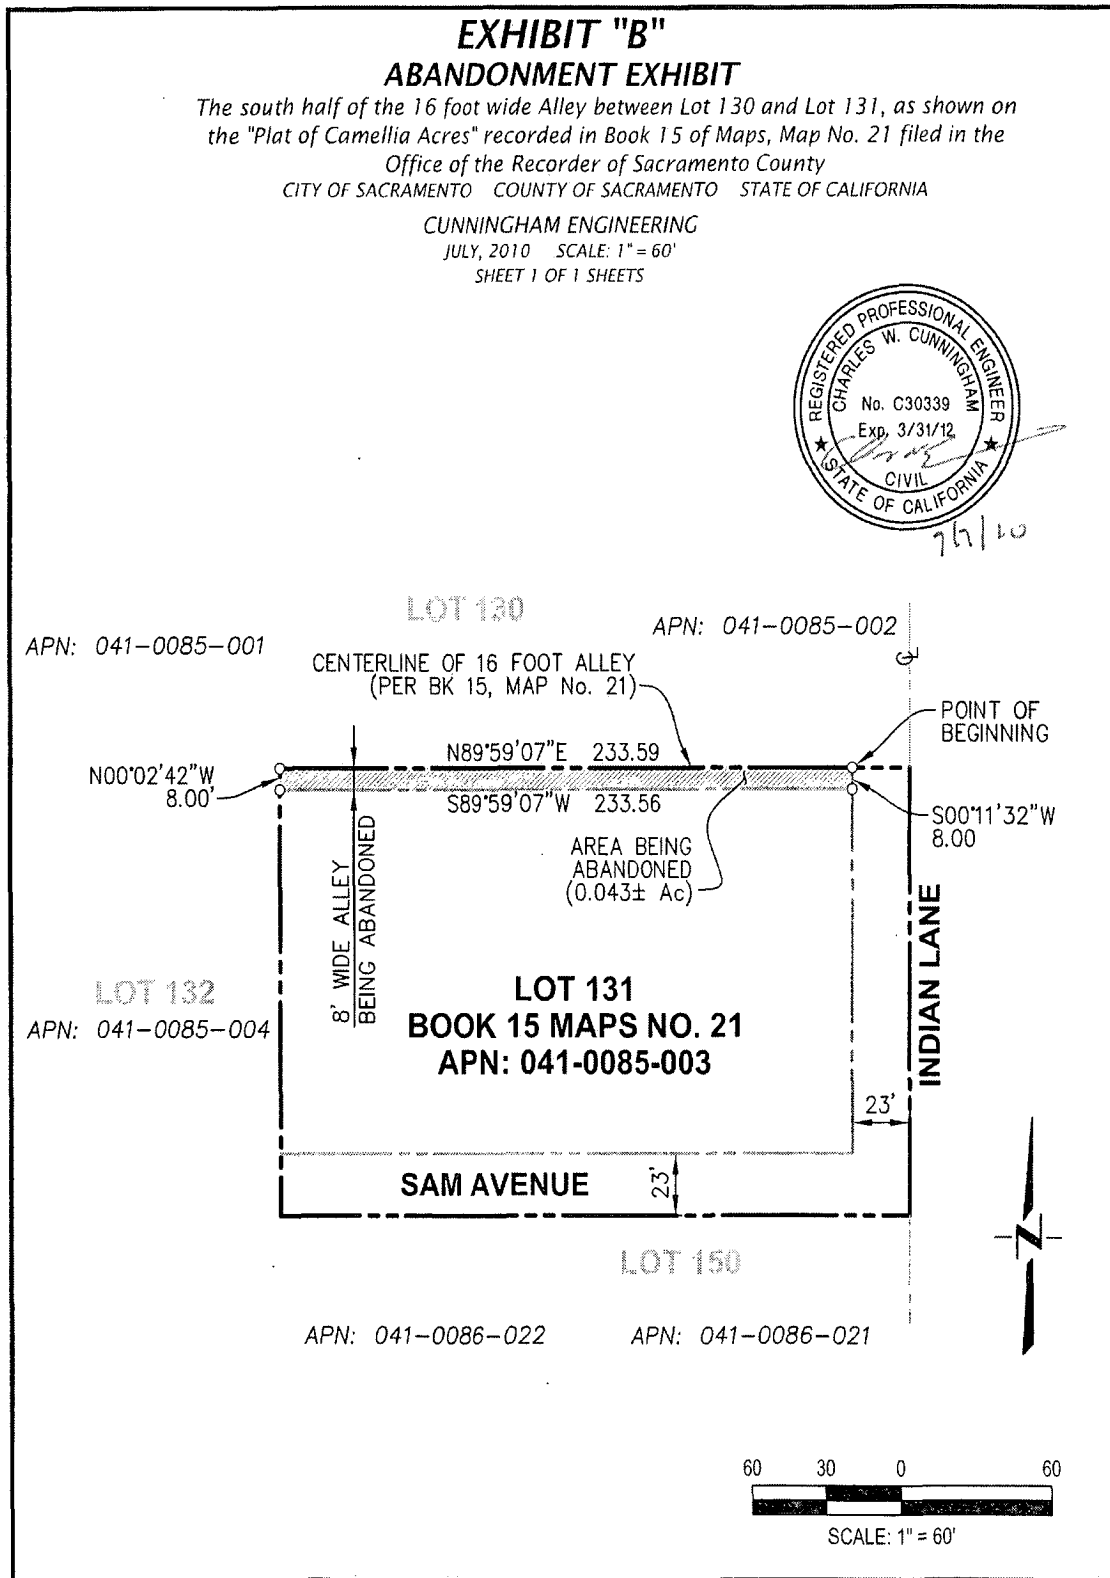 EXHIBIT "B"
ABANDONMENT EXHIBIT
The south half of the 16 foot wide Alley between Lot 130 and Lot 131, as shown on
the "Plat of Camellia Acres" recorded in Book 15 of Maps, Map No. 21 filed in the
Office of the Recorder of Sacramento County
CITY OF SACRAMENTO COUNTY OF SACRAMENTO STATE OF CALIFORNIA
CUNNINGHAM ENGINEERING
JULY, 2010 SCALE: 1" = 60'
SHEET 1 OF 1 SHEETS
REGISTERED PROFESSIONAL ENGINEER
CHARLES W. CUNNINGHAM
No. C30339
Exp. 3/31/12
CIVIL
STATE OF CALIFORNIA
LOT 130
APN: 041-0085-001
APN: 041-0085-002
CENTERLINE OF 16 FOOT ALLEY
(PER BK 15, MAP No. 21)
POINT OF
BEGINNING
N89°59'07"E 233.59
N00°02'42"W
8.00'
S89°59'07"W 233.56
S00°11'32"W
8.00
AREA BEING
ABANDONED
(0.043± Ac)
8' WIDE ALLEY
BEING ABANDONED
INDIAN LANE
LOT 132
APN: 041-0085-004
LOT 131
BOOK 15 MAPS NO. 21
APN: 041-0085-003
23'
SAM AVENUE
23'
N
LOT 150
APN: 041-0086-022
APN: 041-0086-021
60 30 0 60
SCALE: 1" = 60'